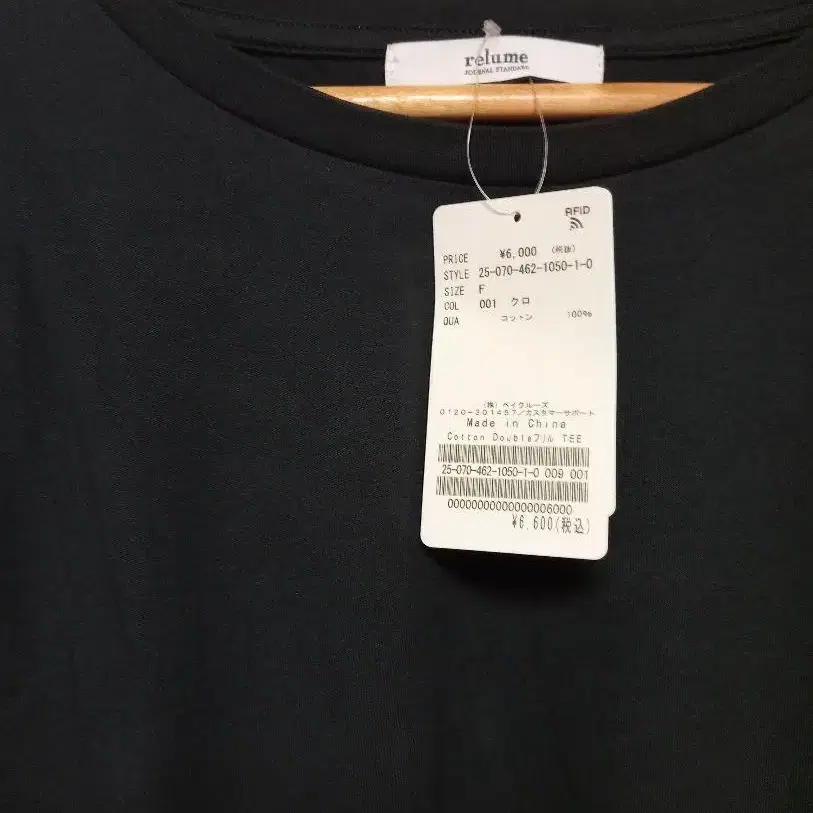 relume
JOURNAL STANDARD
RFID
PRICE ¥6,000 (税抜)
STYLE 25-070-462-1050-1-0
SIZE F
COL 001 クロ
QUA コットン 100%
(株) ベイクルーズ
0120-301457/カスタマーサポート
Made in China
Cotton Doubleフリル TEE
25-070-462-1050-1-0 009 001
00000000000000006000
¥6,600(税込)